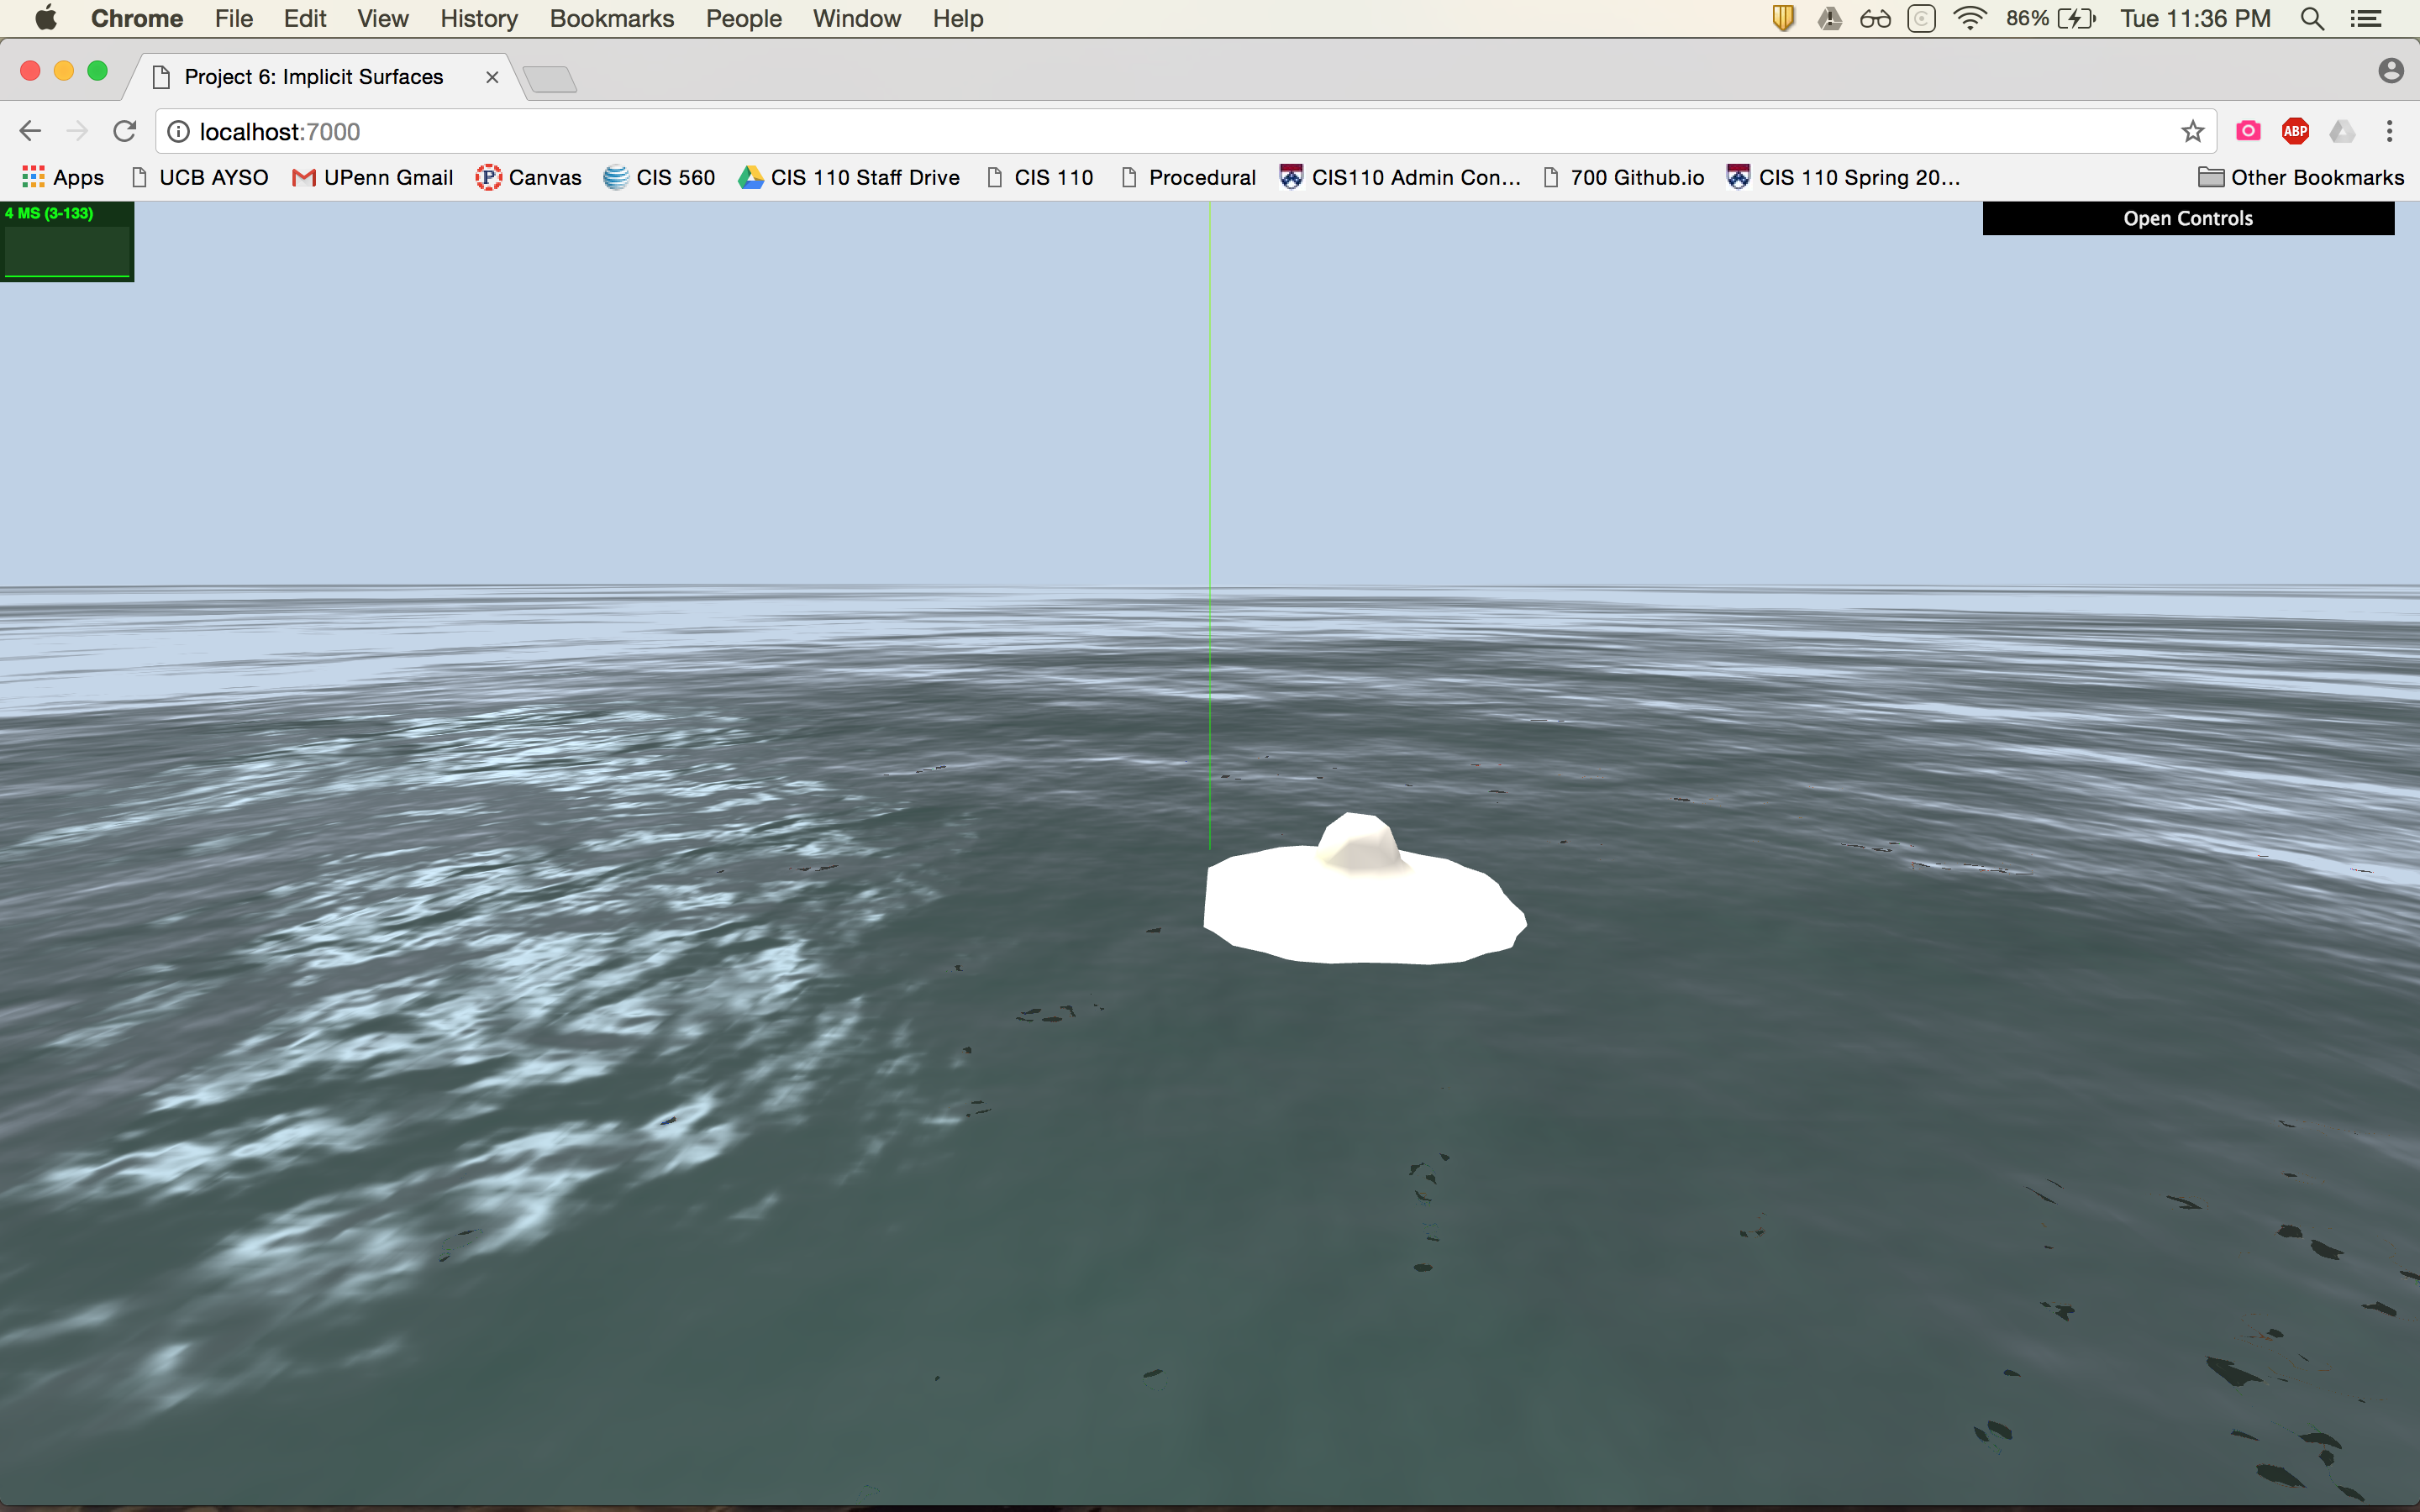 Chrome File Edit View History Bookmarks People Window Help 86% Tue 11:36 PM
Project 6: Implicit Surfaces
localhost:7000
ABP
Apps UCB AYSO UPenn Gmail Canvas CIS 560 CIS 110 Staff Drive CIS 110 Procedural CIS110 Admin Con... 700 Github.io CIS 110 Spring 20... Other Bookmarks
4 MS (3-133)
Open Controls